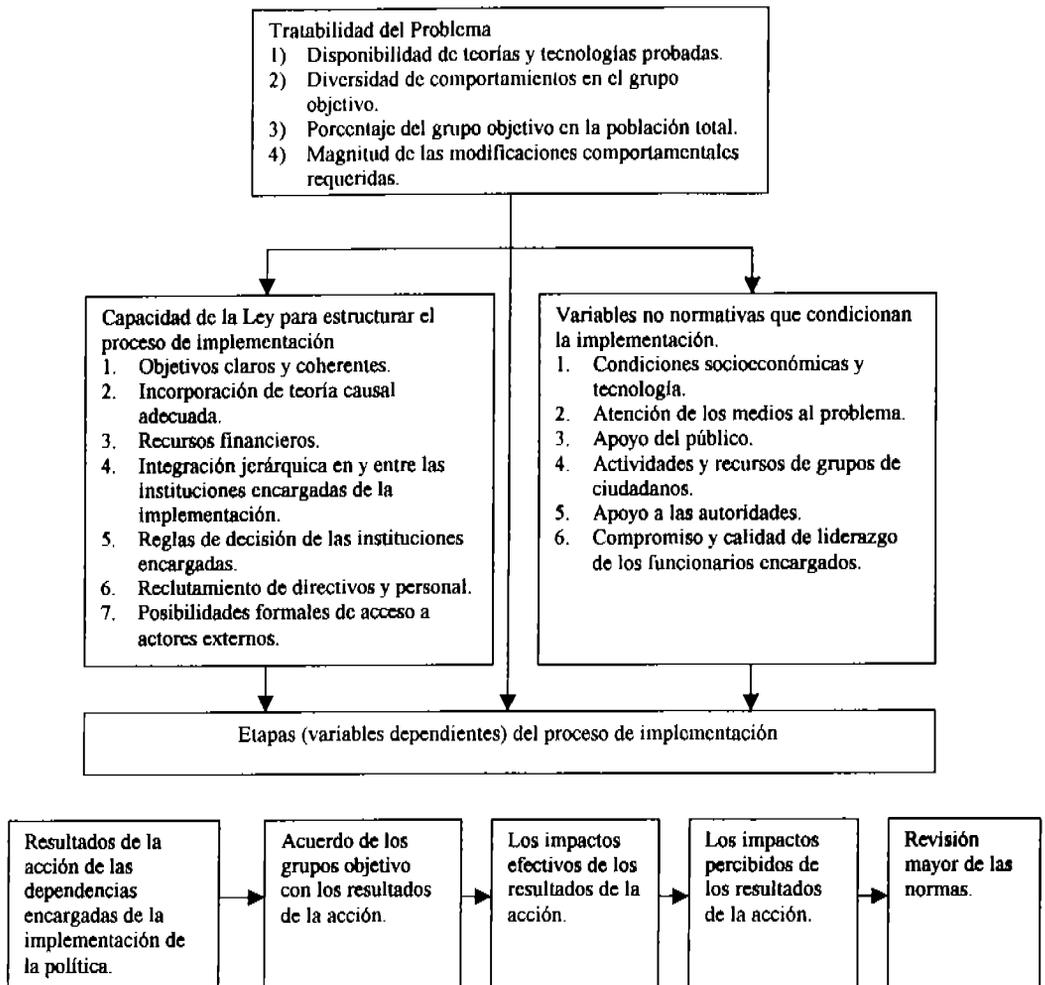 Tratabilidad del Problema
1) Disponibilidad de teorías y tecnologías probadas.
2) Diversidad de comportamientos en el grupo
objetivo.
3) Porcentaje del grupo objetivo en la población total.
4) Magnitud de las modificaciones comportamentales
requeridas.
Capacidad de la Ley para estructurar el
proceso de implementación
1. Objetivos claros y coherentes.
2. Incorporación de teoría causal
adecuada.
3. Recursos financieros.
4. Integración jerárquica en y entre las
instituciones encargadas de la
implementación.
5. Reglas de decisión de las instituciones
encargadas.
6. Reclutamiento de directivos y personal.
7. Posibilidades formales de acceso a
actores externos.
Variables no normativas que condicionan
la implementación.
1. Condiciones socioeconómicas y
tecnología.
2. Atención de los medios al problema.
3. Apoyo del público.
4. Actividades y recursos de grupos de
ciudadanos.
5. Apoyo a las autoridades.
6. Compromiso y calidad de liderazgo
de los funcionarios encargados.
Etapas (variables dependientes) del proceso de implementación
Resultados de la
acción de las
dependencias
encargadas de la
implementación de
la política.
Acuerdo de los
grupos objetivo
con los resultados
de la acción.
Los impactos
efectivos de los
resultados de la
acción.
Los impactos
percibidos de
los resultados
de la acción.
Revisión
mayor de las
normas.